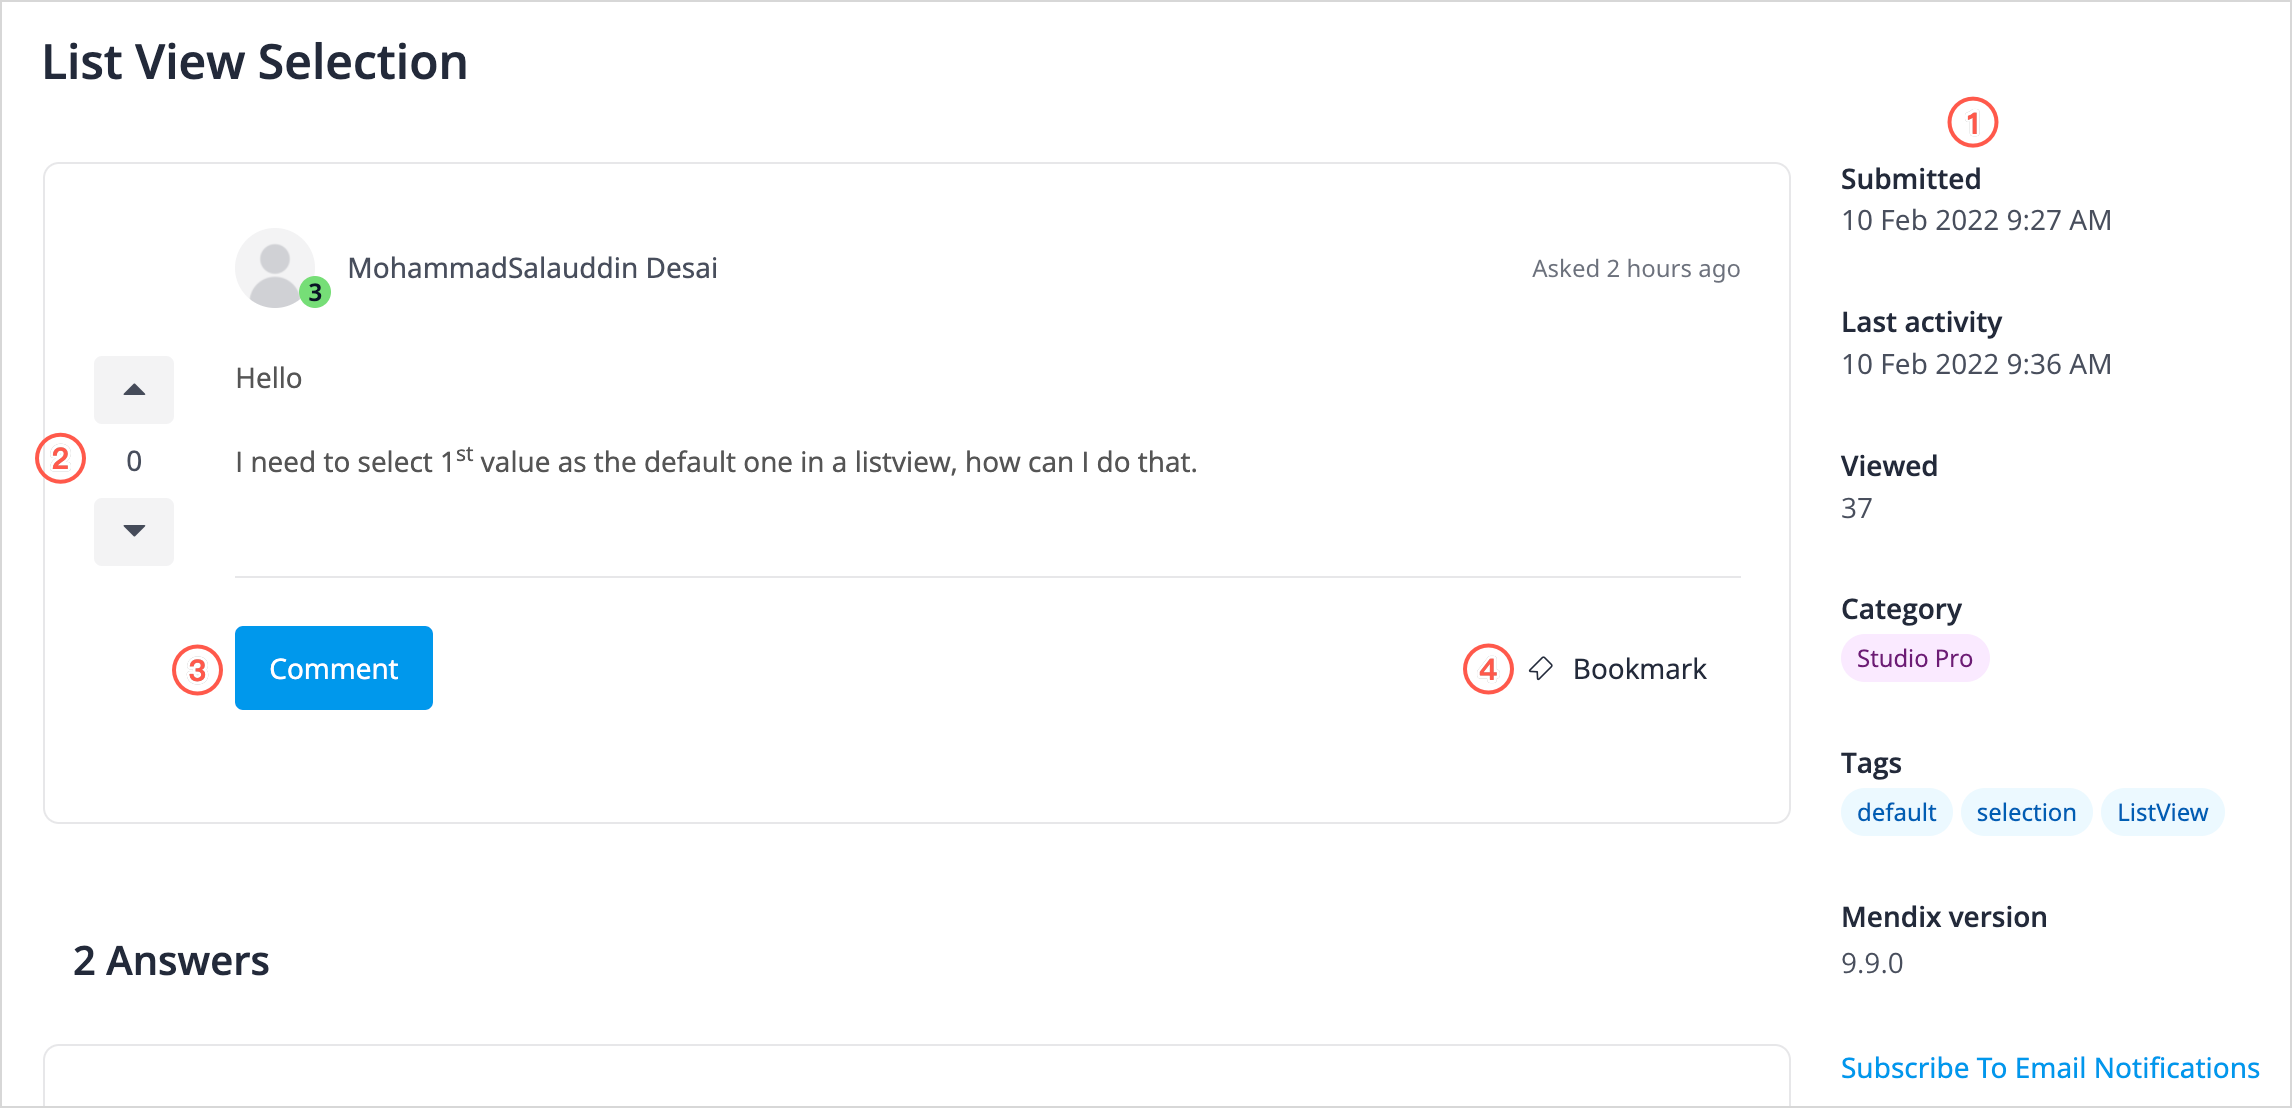 List View Selection
3
MohammadSalauddin Desai
Asked 2 hours ago
Hello
2
0
I need to select 1st value as the default one in a listview, how can I do that.
3
Comment
4
Bookmark
2 Answers
1
Submitted
10 Feb 2022 9:27 AM
Last activity
10 Feb 2022 9:36 AM
Viewed
37
Category
Studio Pro
Tags
default selection ListView
Mendix version
9.9.0
Subscribe To Email Notifications